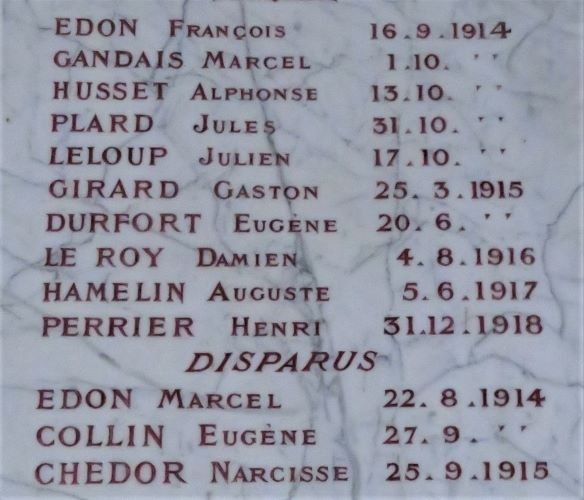 EDON FRANÇOIS 16.9.1914
GANDAIS MARCEL 1.10. ''
HUSSET ALPHONSE 13.10. ''
PLARD JULES 31.10. ''
LELOUP JULIEN 17.10. ''
GIRARD GASTON 25.3.1915
DURFORT EUGÈNE 20.6. ''
LE ROY DAMIEN 4.8.1916
HAMELIN AUGUSTE 5.6.1917
PERRIER HENRI 31.12.1918
DISPARUS
EDON MARCEL 22.8.1914
COLLIN EUGÈNE 27.9. ''
CHEDOR NARCISSE 25.9.1915